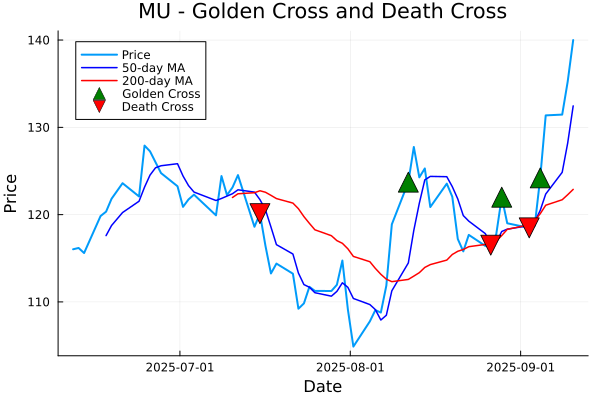 MU - Golden Cross and Death Cross
140
130
120
110
Price
Price
50-day MA
200-day MA
Golden Cross
Death Cross
2025-07-01
2025-08-01
2025-09-01
Date